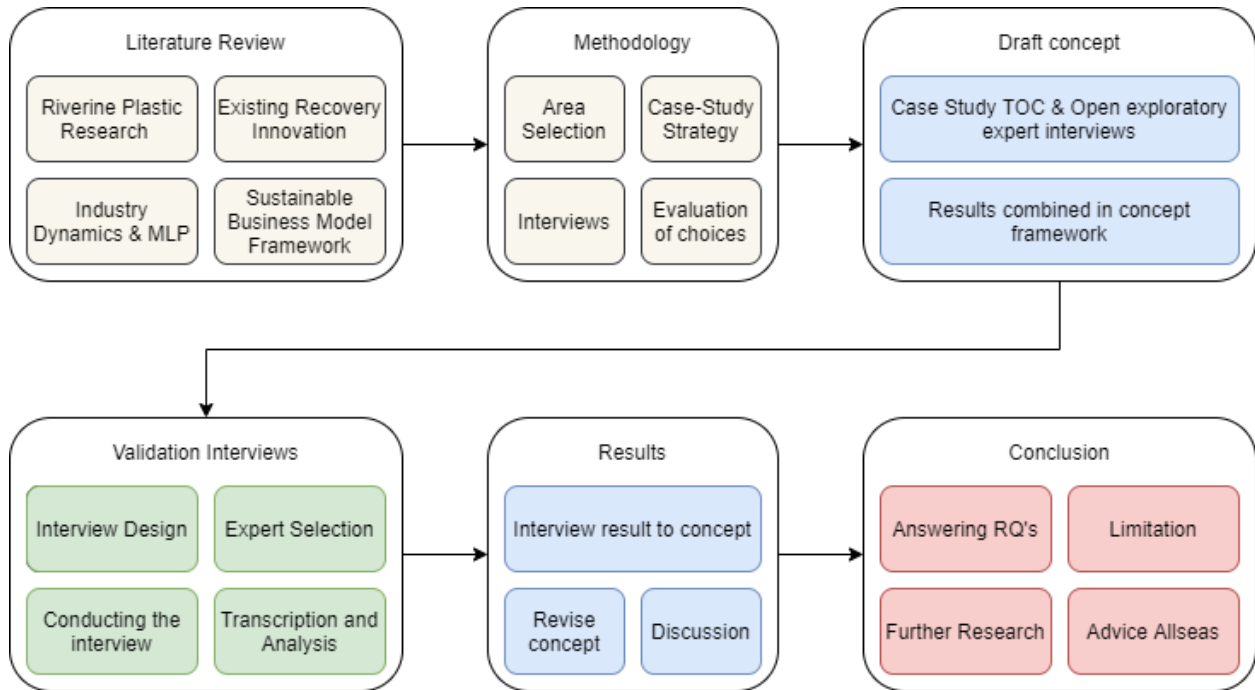 Literature Review
Riverine Plastic
Research
Existing Recovery
Innovation
Industry
Dynamics & MLP
Sustainable
Business Model
Framework
Methodology
Area
Selection
Case-Study
Strategy
Interviews
Evaluation
of choices
Draft concept
Case Study TOC & Open exploratory
expert interviews
Results combined in concept
framework
Validation Interviews
Interview Design
Expert Selection
Conducting the
interview
Transcription and
Analysis
Results
Interview result to concept
Revise
concept
Discussion
Conclusion
Answering RQ's
Limitation
Further Research
Advice Allseas